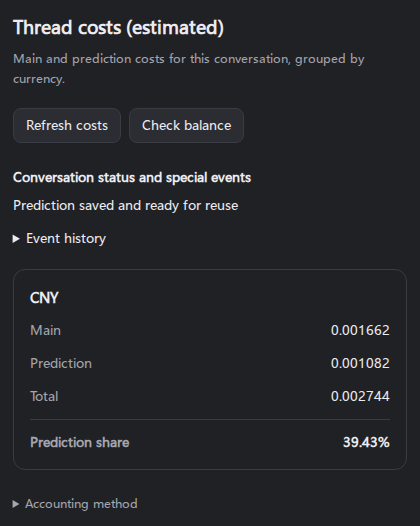 Thread costs (estimated)
Main and prediction costs for this conversation, grouped by
currency.
Refresh costs
Check balance
Conversation status and special events
Prediction saved and ready for reuse
Event history
CNY
Main 0.001662
Prediction 0.001082
Total 0.002744
Prediction share 39.43%
Accounting method